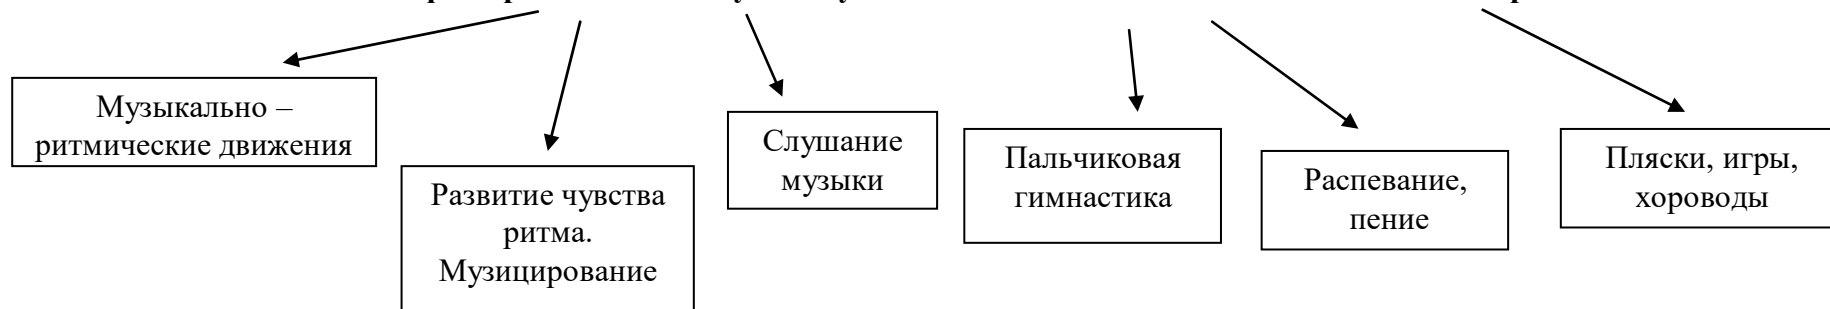 Музыкально –
ритмические движения
Развитие чувства
ритма.
Музицирование
Слушание
музыки
Пальчиковая
гимнастика
Распевание,
пение
Пляски, игры,
хороводы